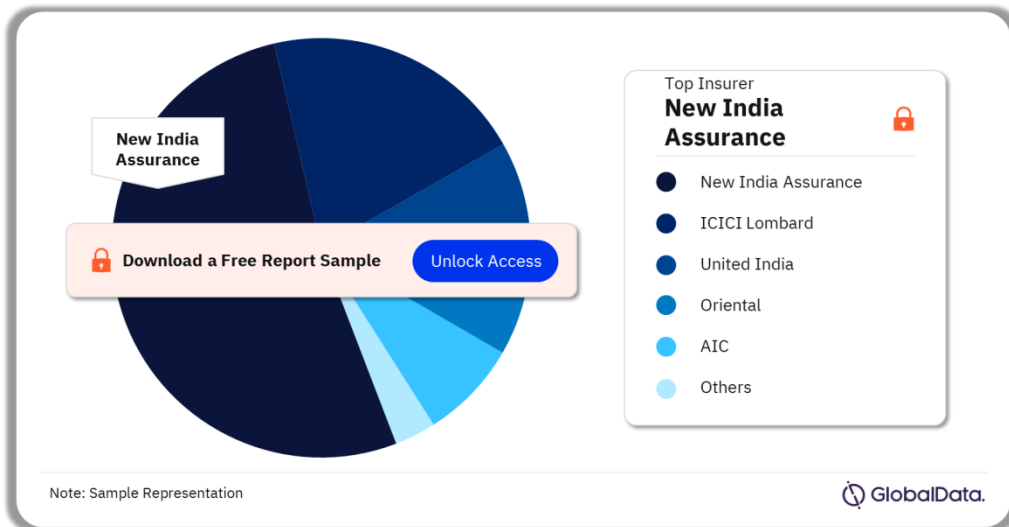 Top Insurer
New India
Assurance
New India
Assurance
New India Assurance
ICICI Lombard
United India
Oriental
AIC
Others
Download a Free Report Sample
Unlock Access
Note: Sample Representation
GlobalData.